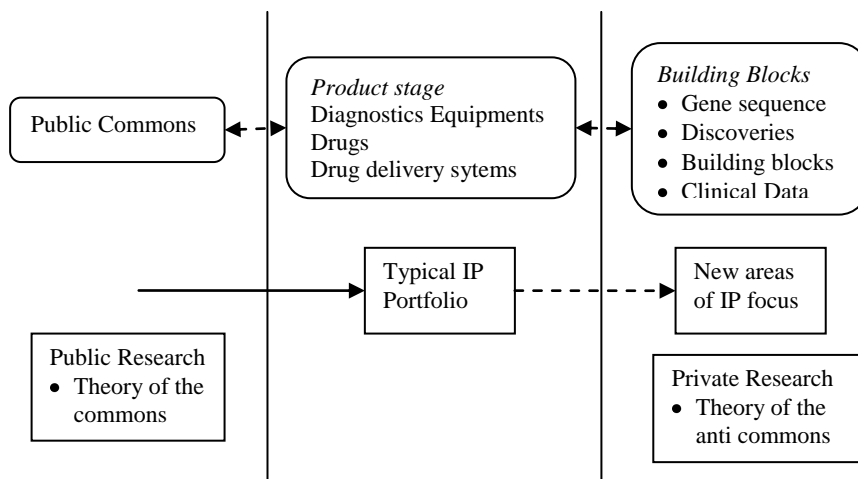 Public Commons
Product stage
Diagnostics Equipments
Drugs
Drug delivery sytems
Building Blocks
• Gene sequence
• Discoveries
• Building blocks
• Clinical Data
Typical IP
Portfolio
New areas
of IP focus
Public Research
• Theory of the
commons
Private Research
• Theory of the
anti commons